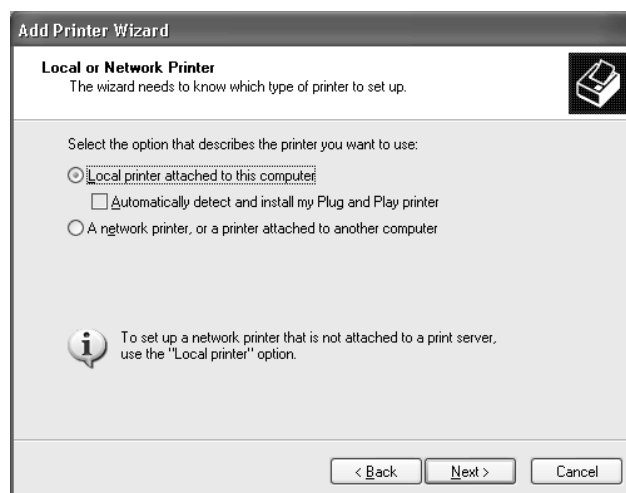 Add Printer Wizard
Local or Network Printer
The wizard needs to know which type of printer to set up.
Select the option that describes the printer you want to use:
Local printer attached to this computer
Automatically detect and install my Plug and Play printer
A network printer, or a printer attached to another computer
To set up a network printer that is not attached to a print server,
use the "Local printer" option.
< Back
Next >
Cancel